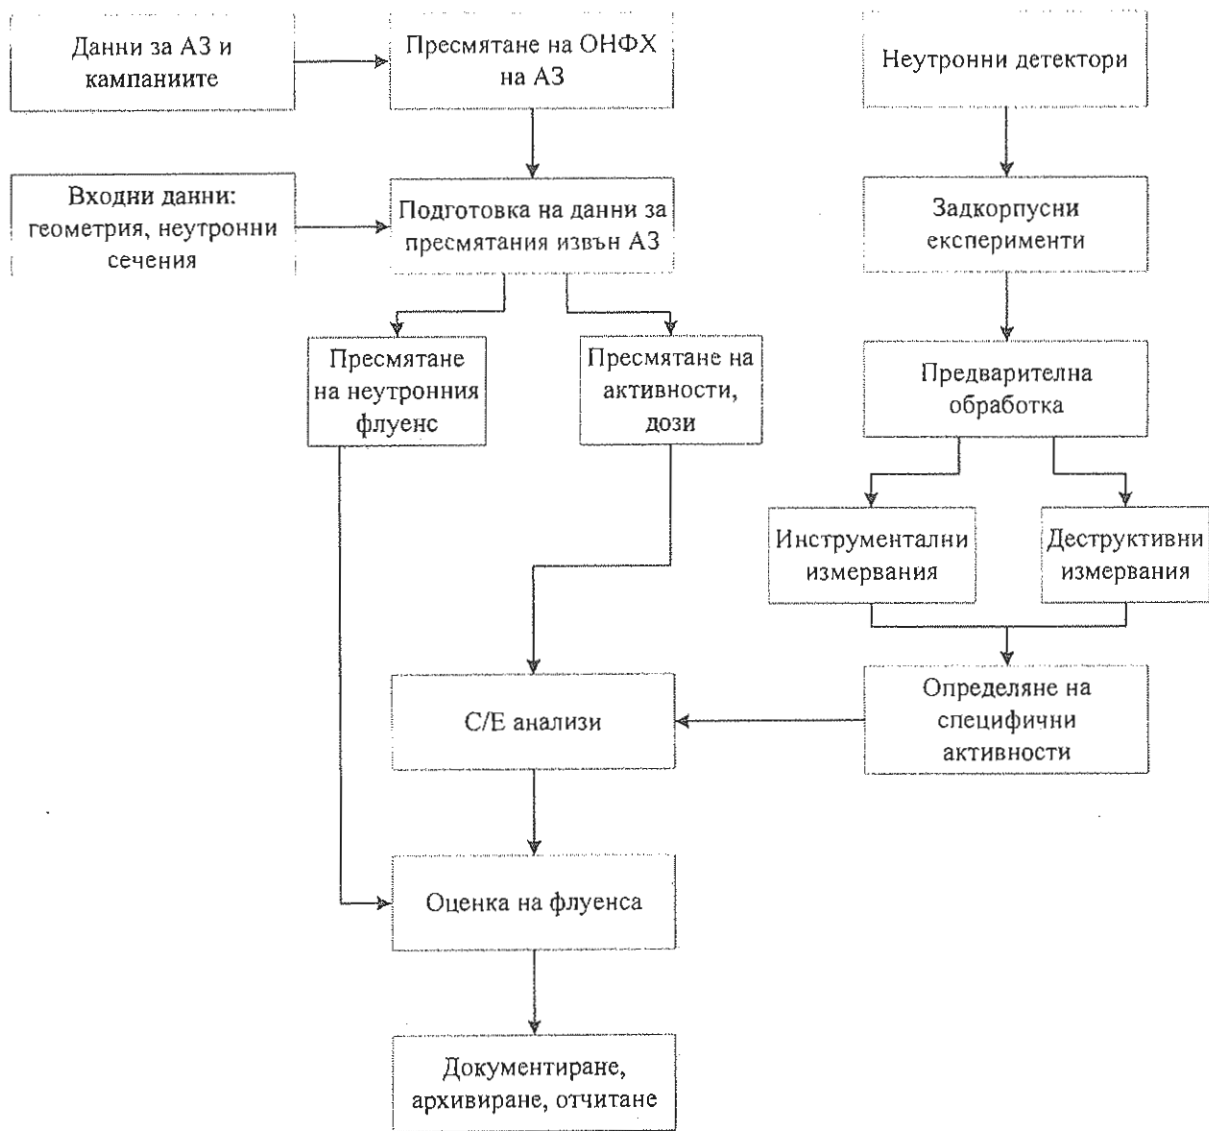 Данни за АЗ и
кампаниите
Пресмятане на ОНФХ
на АЗ
Неутронни детектори
Входни данни:
геометрия, неутронни
сечения
Подготовка на данни за
пресмятания извън АЗ
Задкорпусни
експерименти
Пресмятане
на неутронния
флуенс
Пресмятане на
активности,
дози
Предварителна
обработка
Инструментални
измервания
Деструктивни
измервания
С/Е анализи
Определяне на
специфични
активности
Оценка на флуенса
Документиране,
архивиране, отчитане